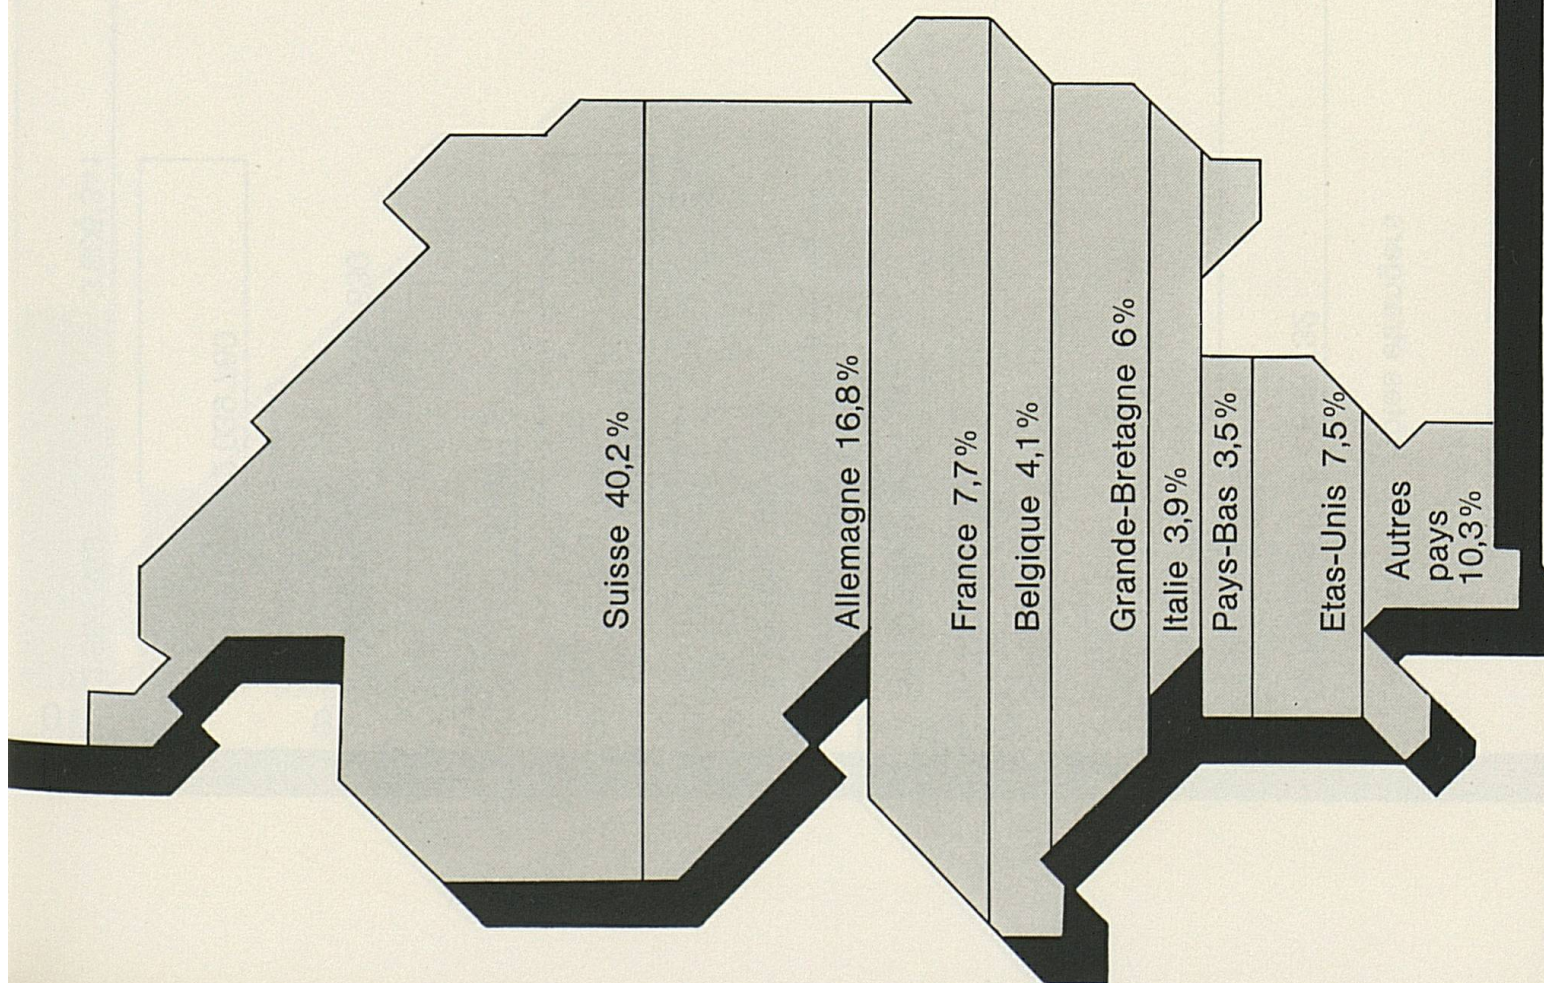 Suisse 40,2%
Allemagne 16,8%
France 7,7%
Belgique 4,1%
Grande-Bretagne 6%
Italie 3,9%
Pays-Bas 3,5%
Etas-Unis 7,5%
Autres
pays
10,3%